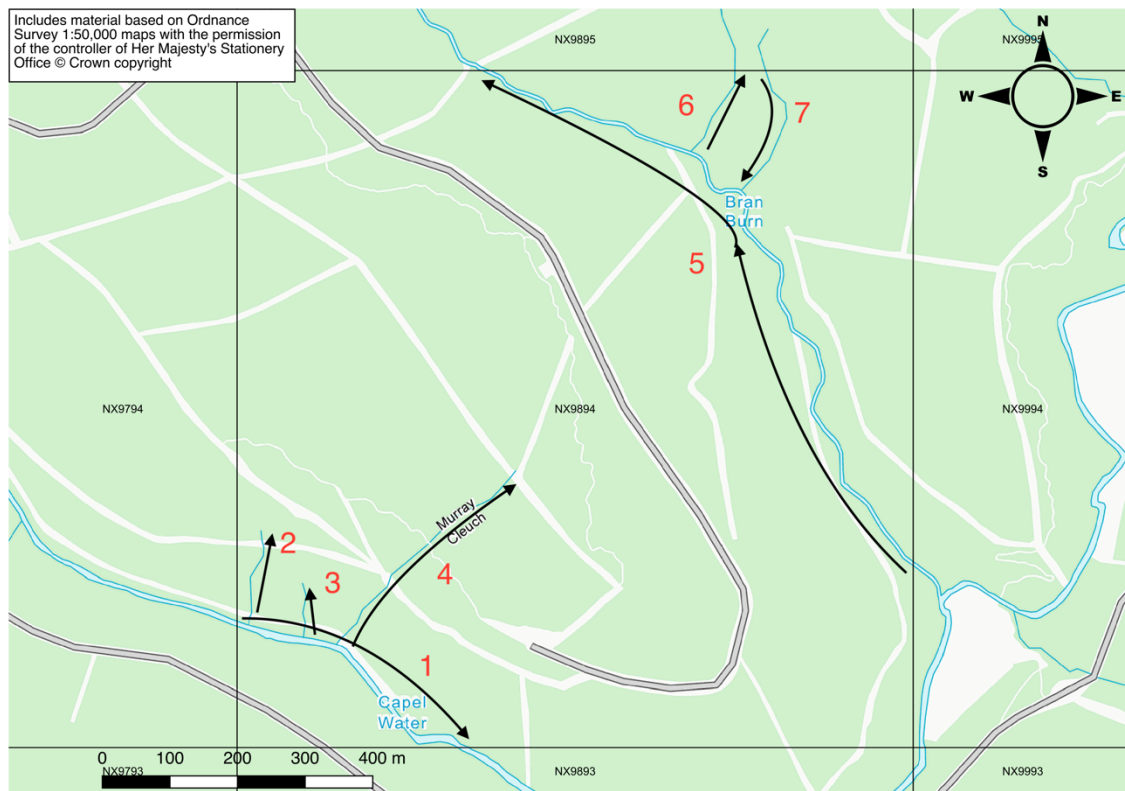 Includes material based on Ordnance
Survey 1:50,000 maps with the permission
of the controller of Her Majesty's Stationery
Office © Crown copyright
NX9895
NX9995
N
W
E
S
6
7
Bran
Burn
5
NX9794
NX9894
NX9994
Murray
Cleuch
2
3
4
1
Capel
Water
0 100 200 300 400 m
NX9793
NX9893
NX9993